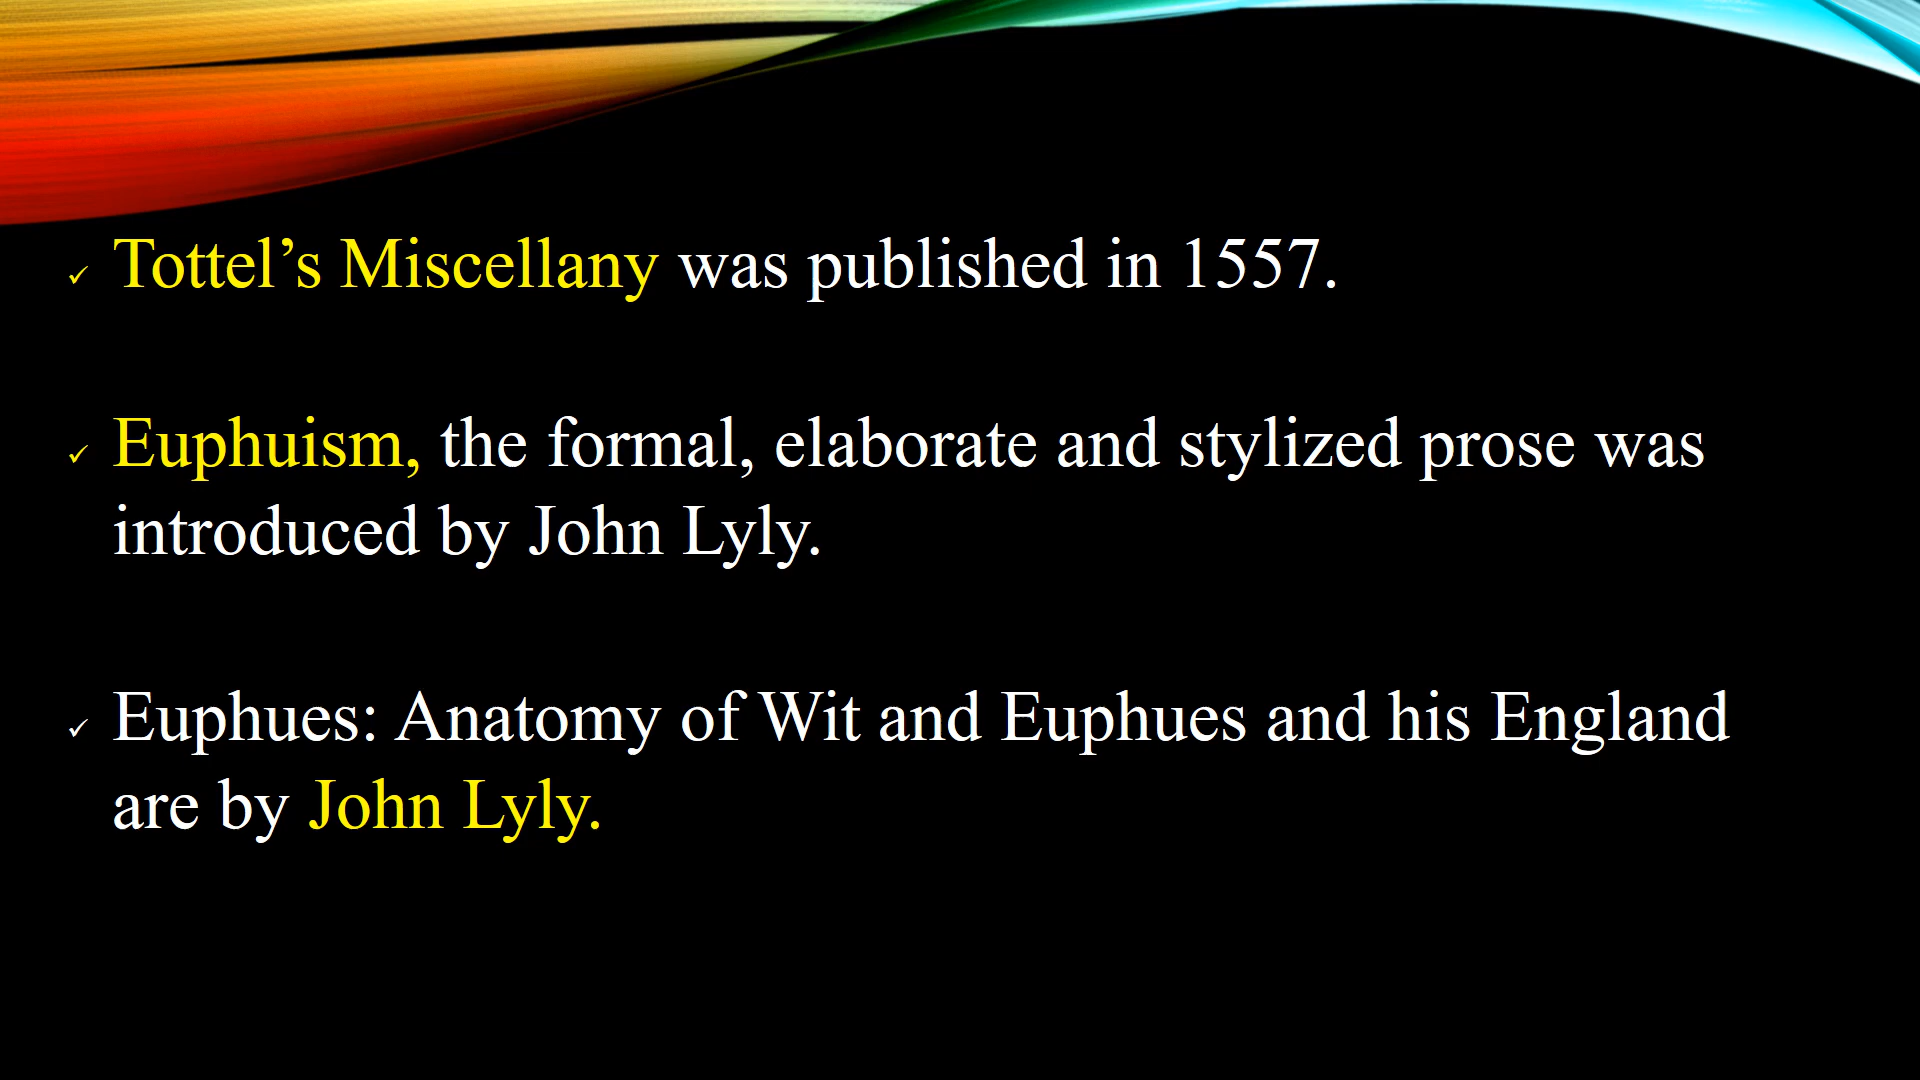 ✓ Tottel’s Miscellany was published in 1557.
✓ Euphuism, the formal, elaborate and stylized prose was
introduced by John Lyly.
✓ Euphues: Anatomy of Wit and Euphues and his England
are by John Lyly.